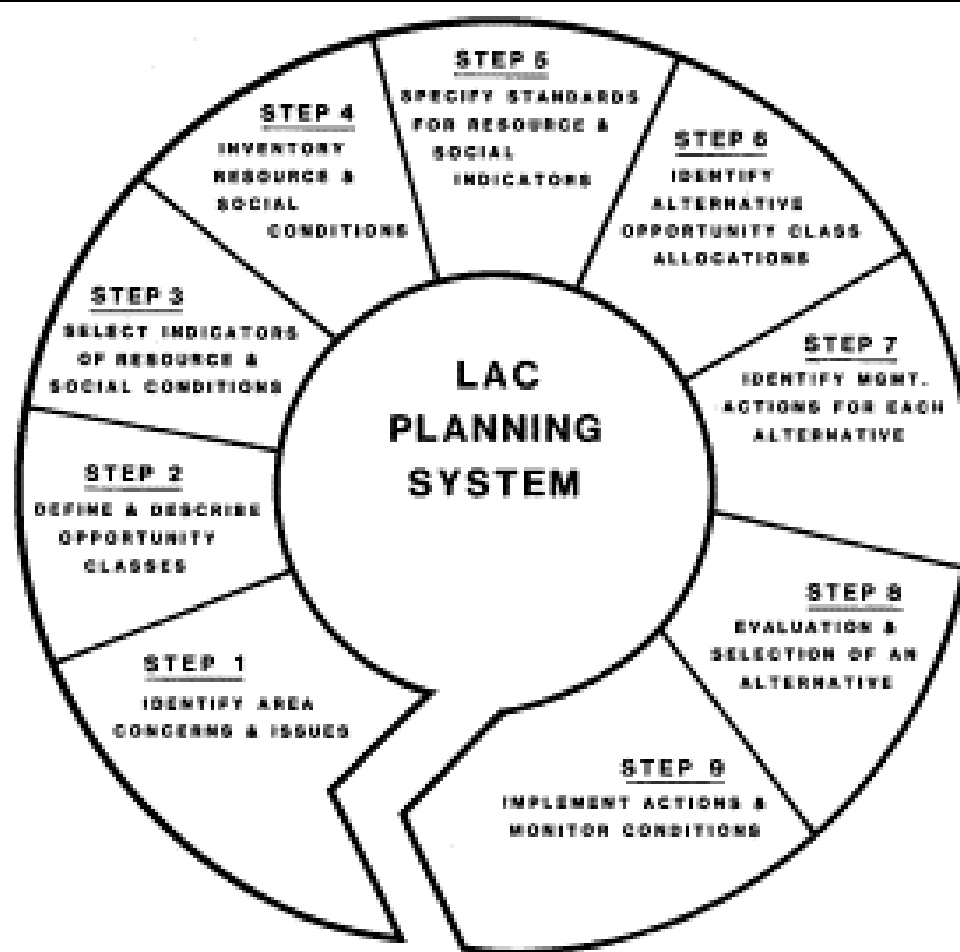 LAC
PLANNING
SYSTEM
STEP 1
IDENTIFY AREA
CONCERNS & ISSUES
STEP 2
DEFINE & DESCRIBE
OPPORTUNITY
CLASSES
STEP 3
SELECT INDICATORS
OF RESOURCE &
SOCIAL CONDITIONS
STEP 4
INVENTORY
RESOURCE &
SOCIAL
CONDITIONS
STEP 5
SPECIFY STANDARDS
FOR RESOURCE &
SOCIAL
INDICATORS
STEP 6
IDENTIFY
ALTERNATIVE
OPPORTUNITY CLASS
ALLOCATIONS
STEP 7
IDENTIFY MGMT.
ACTIONS FOR EACH
ALTERNATIVE
STEP 8
EVALUATION &
SELECTION OF AN
ALTERNATIVE
STEP 9
IMPLEMENT ACTIONS &
MONITOR CONDITIONS